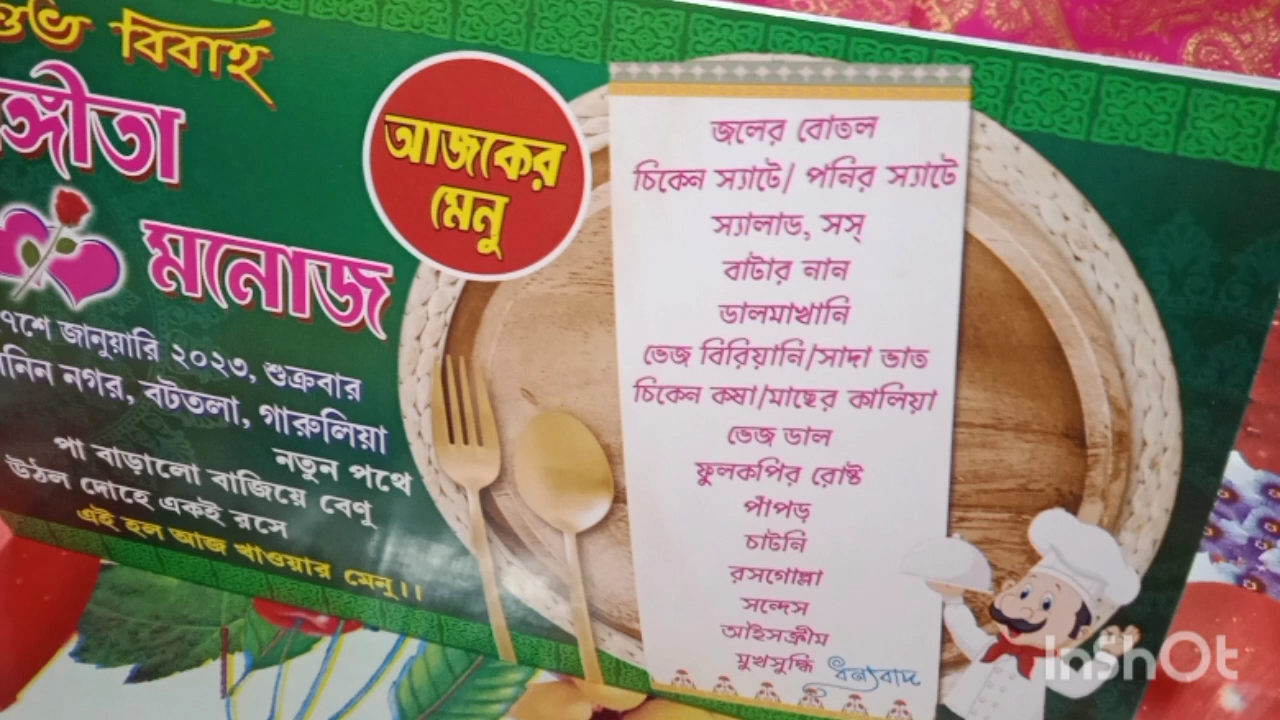 শুভ বিবাহ
ঙ্গীতা
মনোজ
৭শে জানুয়ারি ২০২৩, শুক্রবার
নিন নগর, বটতলা, গারুলিয়া
নতুন পথে
পা বাড়ালো বাজিয়ে বেণু
উঠল দোহে একই রসে
এই হল আজ খাওয়ার মেনু।।
আজকের
মেনু
জলের বোতল
চিকেন স্যাটে/ পনির স্যাটে
স্যালাড, সস্
বাটার নান
ডালমাখানি
ভেজ বিরিয়ানি/সাদা ভাত
চিকেন কষা/মাছের কালিয়া
ভেজ ডাল
ফুলকপির রোষ্ট
পাঁপড়
চাটনি
রসগোল্লা
সন্দেস
আইসক্রীম
মুখসুদ্ধি
ধন্যবাদ
InShOt